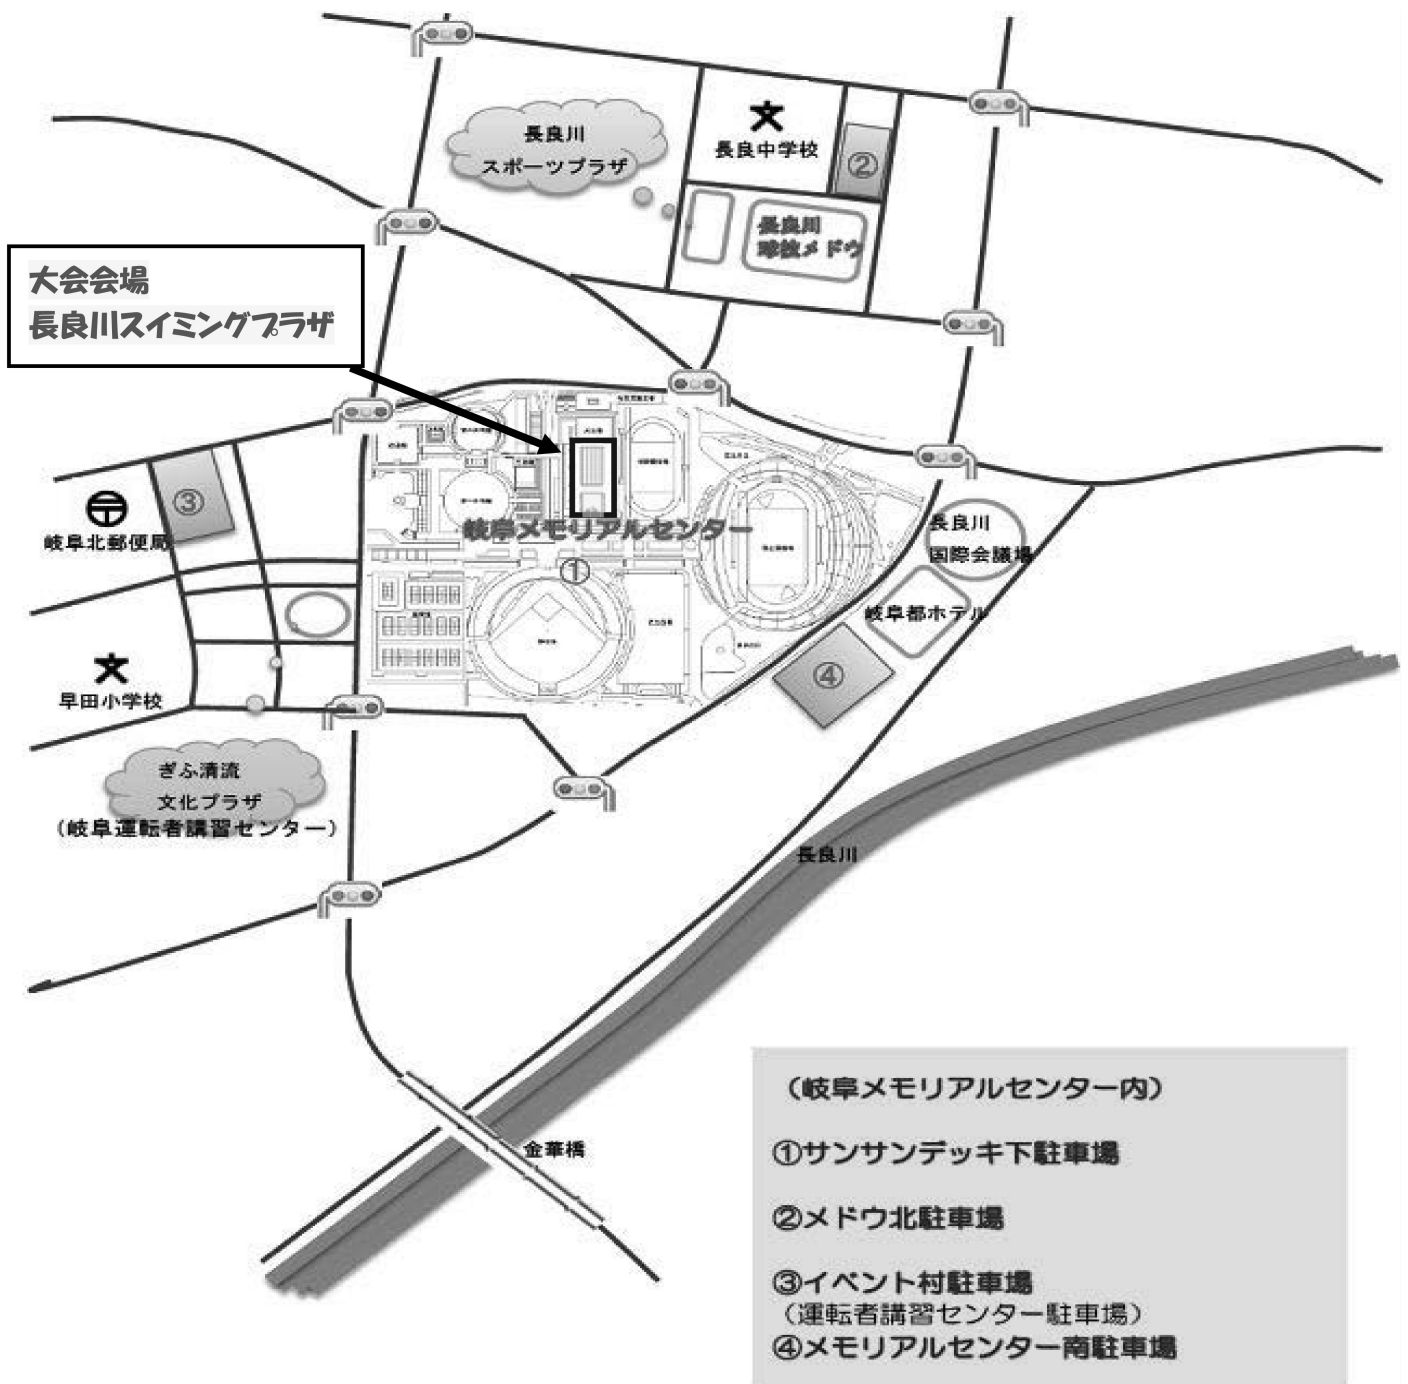 長良川
スポーツプラザ
長良中学校
②
長良川
球技メドウ
大会会場
長良川スイミングプラザ
③
岐阜北郵便局
岐阜メモリアルセンター
①
長良川
国際会議場
岐阜都ホテル
④
早田小学校
ぎふ清流
文化プラザ
（岐阜運転者講習センター）
長良川
金華橋
（岐阜メモリアルセンター内）
①サンサンデッキ下駐車場
②メドウ北駐車場
③イベント村駐車場
（運転者講習センター駐車場）
④メモリアルセンター南駐車場